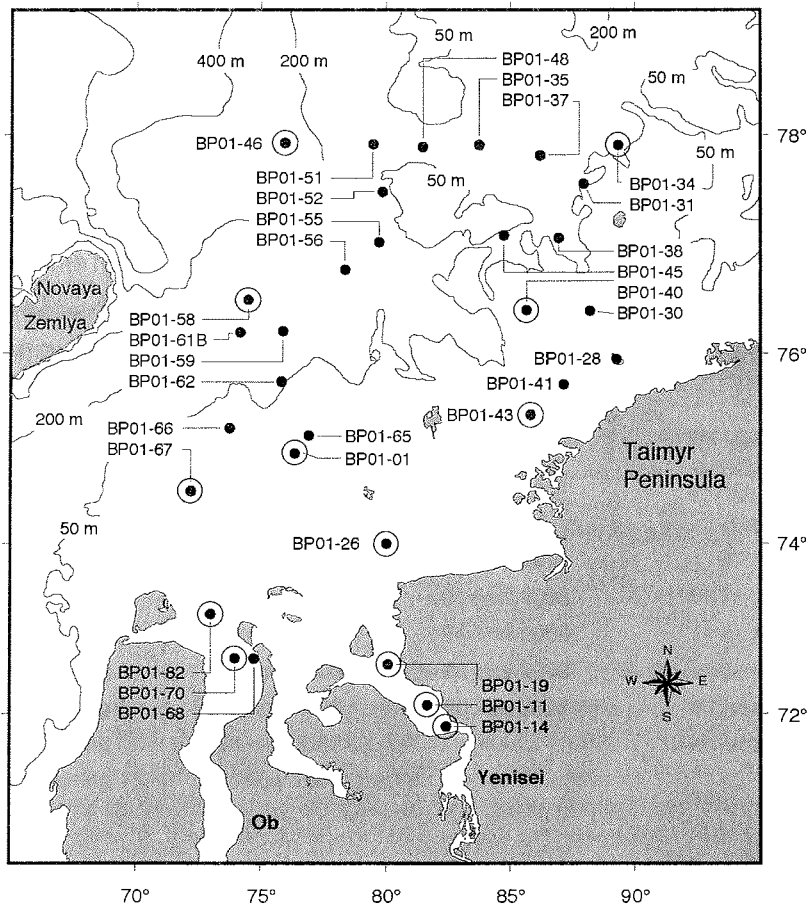 50 m
200 m
400 m
200 m
BP01-48
BP01-35
BP01-37
50 m
78°
BP01-46
50 m
BP01-51
50 m
BP01-34
BP01-52
BP01-31
BP01-55
BP01-56
BP01-38
BP01-45
Novaya
Zemlya
BP01-40
BP01-58
BP01-30
BP01-61B
BP01-59
BP01-28
76°
BP01-62
BP01-41
200 m
BP01-43
BP01-66
BP01-65
BP01-67
BP01-01
Taimyr
Peninsula
50 m
BP01-26
74°
N
W E
S
BP01-82
BP01-70
BP01-68
BP01-19
BP01-11
BP01-14
72°
Yenisei
Ob
70° 75° 80° 85° 90°